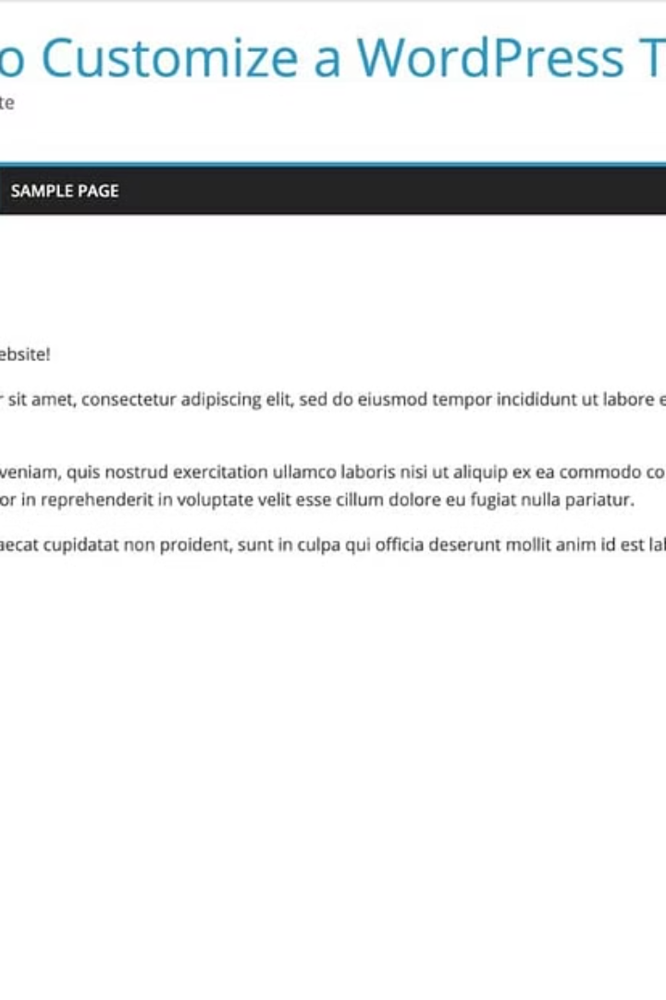 o Customize a WordPress T
te
SAMPLE PAGE
ebsite!
r sit amet, consectetur adipiscing elit, sed do eiusmod tempor incididunt ut labore e
veniam, quis nostrud exercitation ullamco laboris nisi ut aliquip ex ea commodo co
or in reprehenderit in voluptate velit esse cillum dolore eu fugiat nulla pariatur.
aecat cupidatat non proident, sunt in culpa qui officia deserunt mollit anim id est la